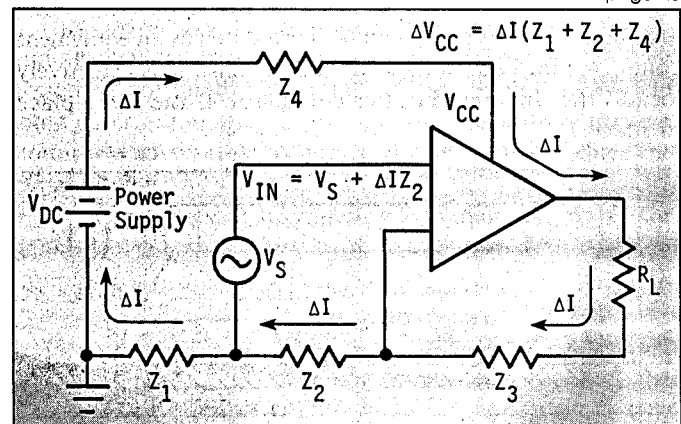 ΔV_CC = ΔI(Z_1 + Z_2 + Z_4)
Z_4
ΔI
V_CC
ΔI
V_IN = V_S + ΔIZ_2
V_DC
Power
Supply
V_S
R_L
ΔI
ΔI
ΔI
Z_1
Z_2
Z_3